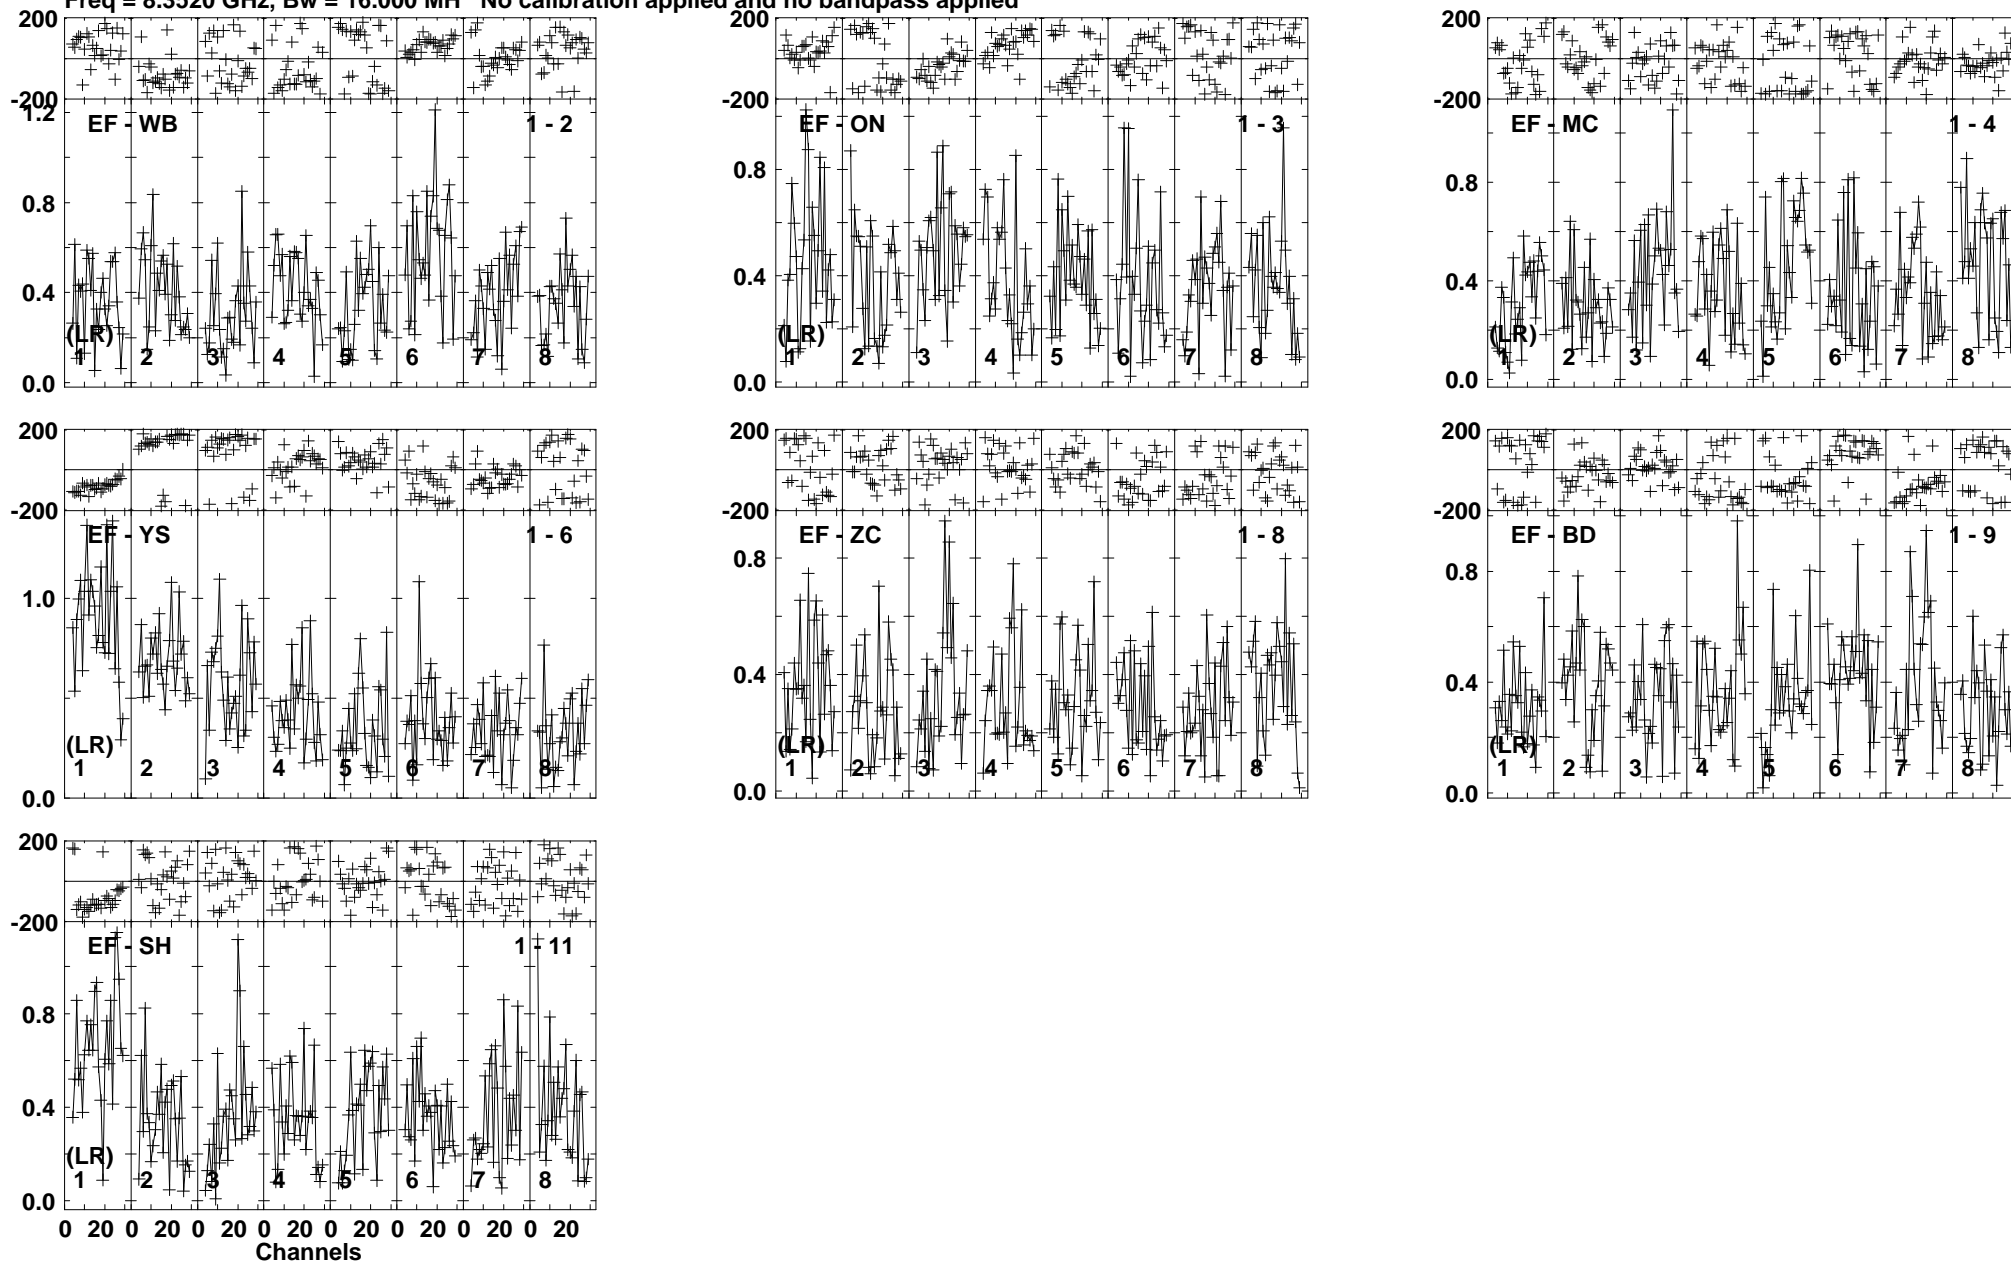 Freq = 8.3520 GHz, Bw = 16.000 MH No calibration applied and no bandpass applied
200
-200
1.2
0.8
0.4
0.0
EF - WB
1 - 2
(LR)
1 2 3 4 5 6 7 8
200
-200
0.8
0.4
0.0
EF - ON
1 - 3
(LR)
1 2 3 4 5 6 7 8
200
-200
0.8
0.4
0.0
EF - MC
1 - 4
(LR)
1 2 3 4 5 6 7 8
200
-200
1.0
0.0
EF - YS
1 - 6
(LR)
1 2 3 4 5 6 7 8
200
-200
0.8
0.4
0.0
EF - ZC
1 - 8
(LR)
1 2 3 4 5 6 7 8
200
-200
0.8
0.4
0.0
EF - BD
1 - 9
(LR)
1 2 3 4 5 6 7 8
200
-200
0.8
0.4
0.0
EF - SH
1 - 11
(LR)
1 2 3 4 5 6 7 8
0 20 0 20 0 20 0 20 0 20 0 20 0 20 0 20
Channels